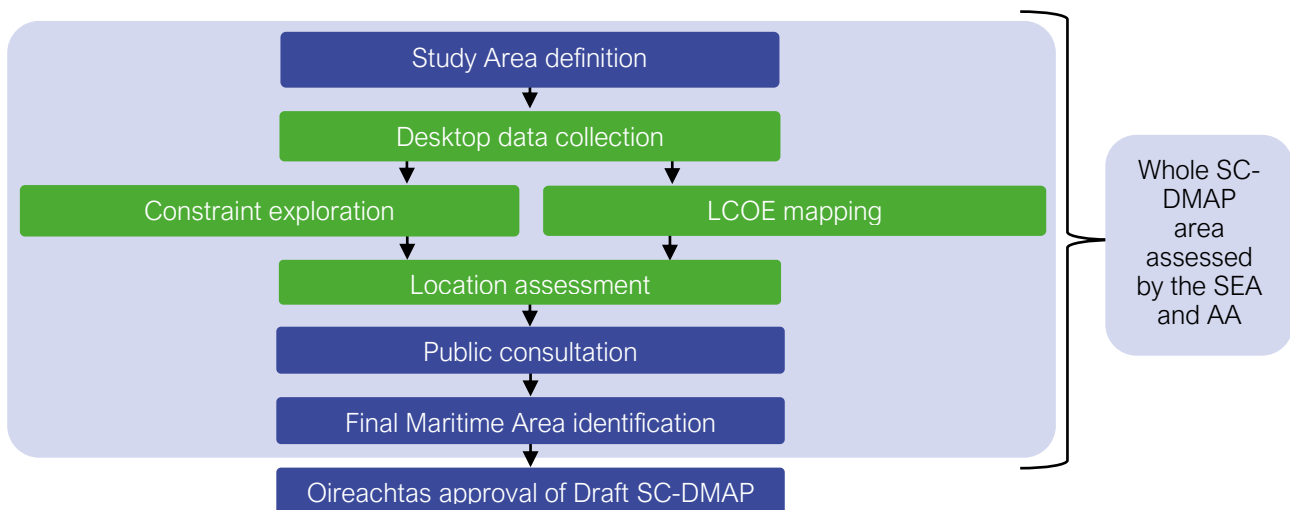 Study Area definition
Desktop data collection
Constraint exploration
LCOE mapping
Location assessment
Public consultation
Final Maritime Area identification
Oireachtas approval of Draft SC-DMAP
Whole SC-
DMAP
area
assessed
by the SEA
and AA